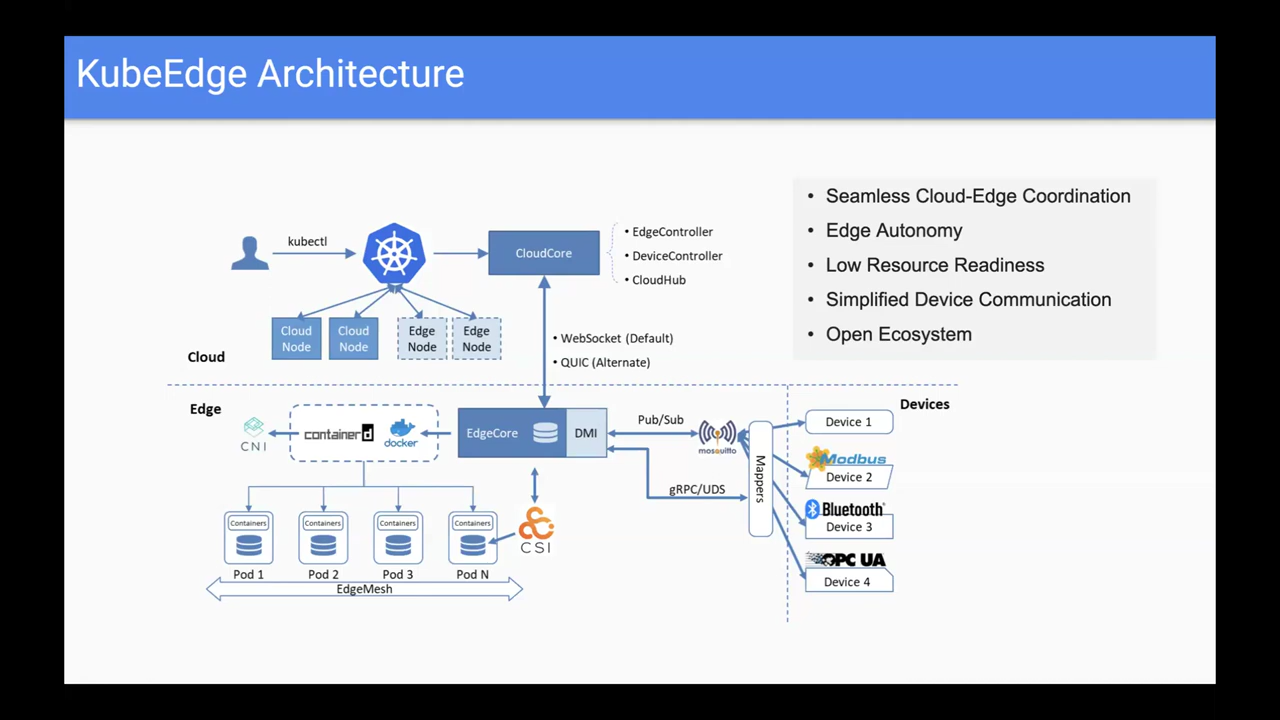 KubeEdge Architecture
• Seamless Cloud-Edge Coordination
• Edge Autonomy
• Low Resource Readiness
• Simplified Device Communication
• Open Ecosystem
kubectl
CloudCore
• EdgeController
• DeviceController
• CloudHub
Cloud
Node
Cloud
Node
Edge
Node
Edge
Node
Cloud
• WebSocket (Default)
• QUIC (Alternate)
Edge
CNI
containerd
docker
EdgeCore
DMI
Pub/Sub
mosquitto
gRPC/UDS
Mappers
Devices
Device 1
Modbus
Device 2
Bluetooth
Device 3
OPC UA
Device 4
CSI
Containers
Containers
Containers
Containers
Pod 1
Pod 2
Pod 3
Pod N
EdgeMesh